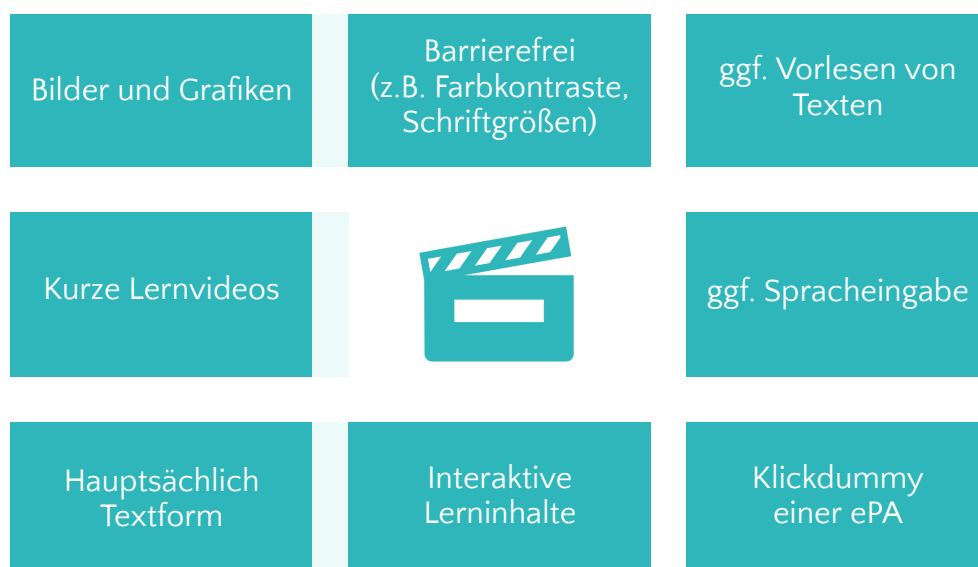 Bilder und Grafiken
Barrierefrei
(z.B. Farbkontraste,
Schriftgrößen)
ggf. Vorlesen von
Texten
Kurze Lernvideos
ggf. Spracheingabe
Hauptsächlich
Textform
Interaktive
Lerninhalte
Klickdummy
einer ePA